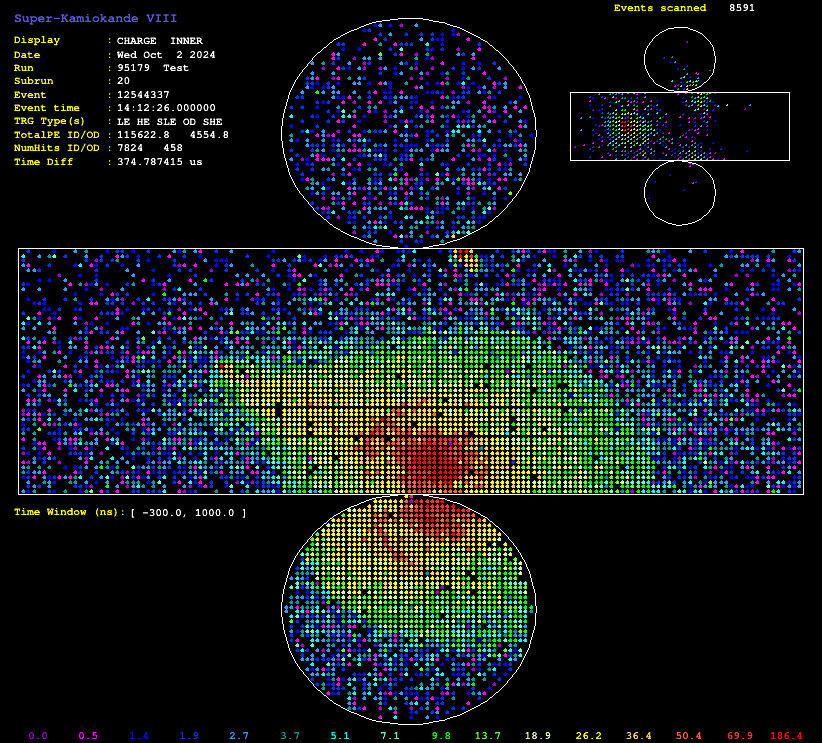 Super-Kamiokande VIII
Events scanned 8591
Display : CHARGE INNER
Date : Wed Oct 2 2024
Run : 95179 Test
Subrun : 20
Event : 12544337
Event time : 14:12:26.000000
TRG Type(s) : LE HE SLE OD SHE
TotalPE ID/OD : 115622.8 4554.8
NumHits ID/OD : 7824 458
Time Diff : 374.787415 us
Time Window (ns): [ -300.0, 1000.0 ]
0.0 0.5 1.4 1.9 2.7 3.7 5.1 7.1 9.8 13.7 18.9 26.2 36.4 50.4 69.9 186.4